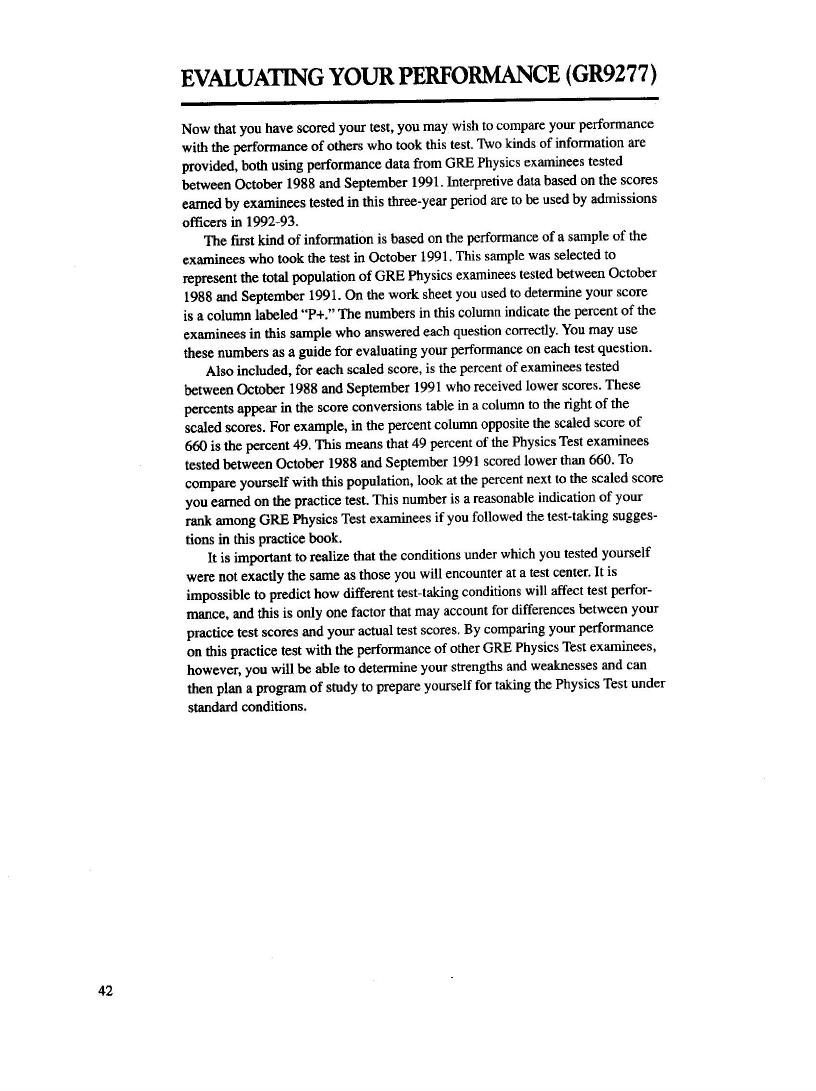 EVALUATING YOUR PERFORMANCE (GR9277)
Now that you have scored your test, you may wish to compare your performance
with the performance of others who took this test. Two kinds of information are
provided, both using performance data from GRE Physics examinees tested
between October 1988 and September 1991. Interpretive data based on the scores
earned by examinees tested in this three-year period are to be used by admissions
officers in 1992-93.
The first kind of information is based on the performance of a sample of the
examinees who took the test in October 1991. This sample was selected to
represent the total population of GRE Physics examinees tested between October
1988 and September 1991. On the work sheet you used to determine your score
is a column labeled “P+.” The numbers in this column indicate the percent of the
examinees in this sample who answered each question correctly. You may use
these numbers as a guide for evaluating your performance on each test question.
Also included, for each scaled score, is the percent of examinees tested
between October 1988 and September 1991 who received lower scores. These
percents appear in the score conversions table in a column to the right of the
scaled scores. For example, in the percent column opposite the scaled score of
660 is the percent 49. This means that 49 percent of the Physics Test examinees
tested between October 1988 and September 1991 scored lower than 660. To
compare yourself with this population, look at the percent next to the scaled score
you earned on the practice test. This number is a reasonable indication of your
rank among GRE Physics Test examinees if you followed the test-taking sugges-
tions in this practice book.
It is important to realize that the conditions under which you tested yourself
were not exactly the same as those you will encounter at a test center. It is
impossible to predict how different test-taking conditions will affect test perfor-
mance, and this is only one factor that may account for differences between your
practice test scores and your actual test scores. By comparing your performance
on this practice test with the performance of other GRE Physics Test examinees,
however, you will be able to determine your strengths and weaknesses and can
then plan a program of study to prepare yourself for taking the Physics Test under
standard conditions.
42